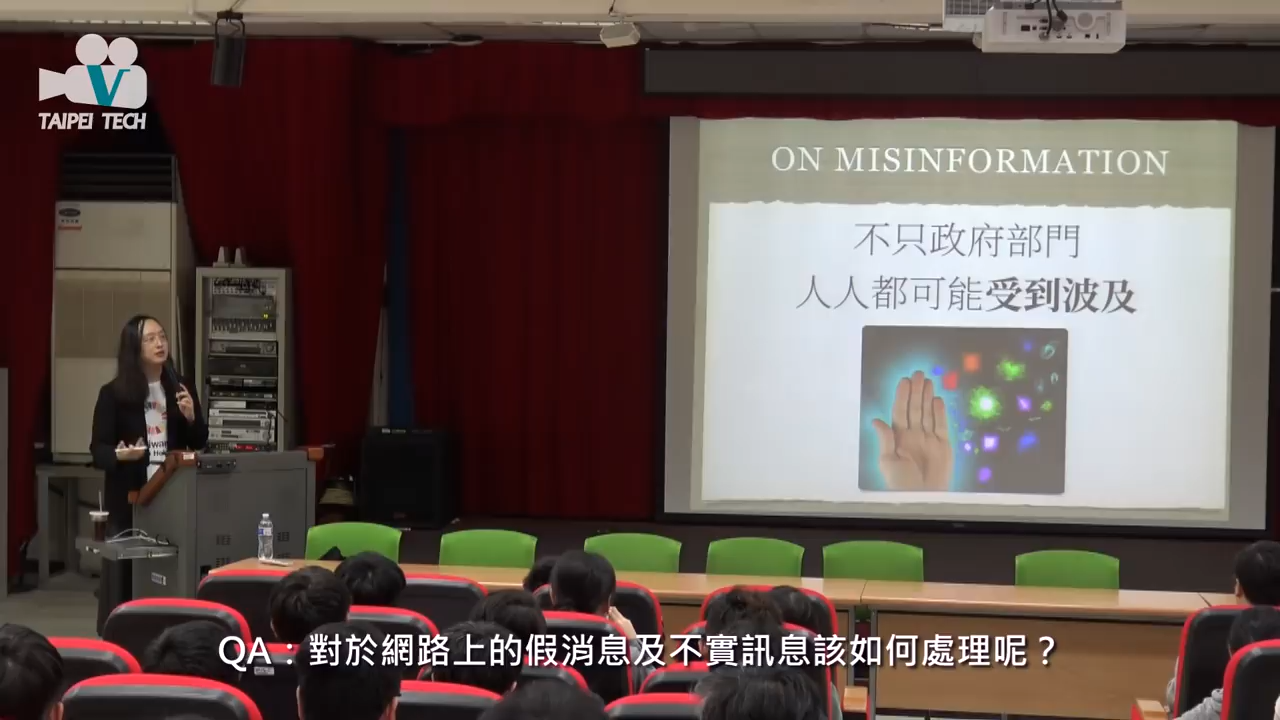 V
TAIPEI TECH
ON MISINFORMATION
不只政府部門
人人都可能受到波及
QA：對於網路上的假消息及不實訊息該如何處理呢？